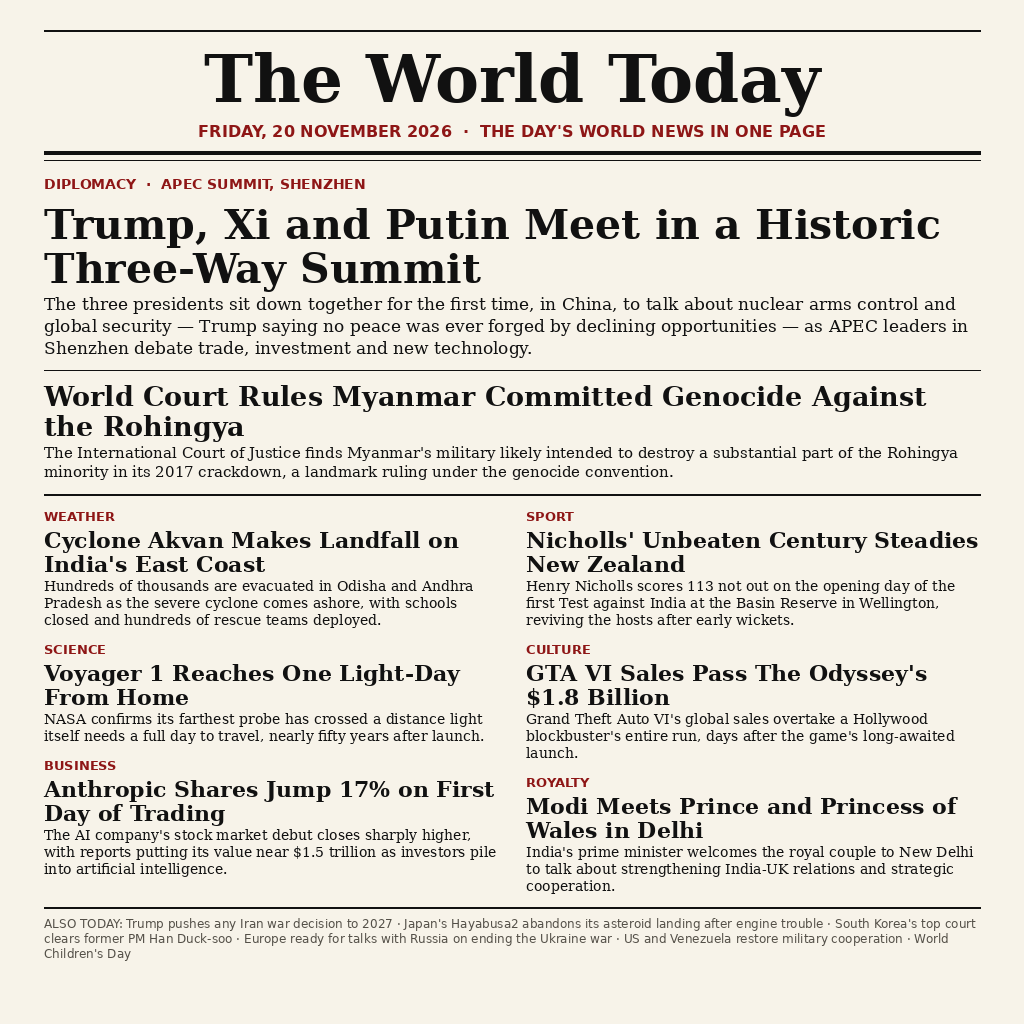 The World Today
FRIDAY, 20 NOVEMBER 2026 · THE DAY'S WORLD NEWS IN ONE PAGE
DIPLOMACY · APEC SUMMIT, SHENZHEN
Trump, Xi and Putin Meet in a Historic
Three-Way Summit
The three presidents sit down together for the first time, in China, to talk about nuclear arms control and
global security — Trump saying no peace was ever forged by declining opportunities — as APEC leaders in
Shenzhen debate trade, investment and new technology.
World Court Rules Myanmar Committed Genocide Against
the Rohingya
The International Court of Justice finds Myanmar's military likely intended to destroy a substantial part of the Rohingya
minority in its 2017 crackdown, a landmark ruling under the genocide convention.
WEATHER
Cyclone Akvan Makes Landfall on
India's East Coast
Hundreds of thousands are evacuated in Odisha and Andhra
Pradesh as the severe cyclone comes ashore, with schools
closed and hundreds of rescue teams deployed.
SCIENCE
Voyager 1 Reaches One Light-Day
From Home
NASA confirms its farthest probe has crossed a distance light
itself needs a full day to travel, nearly fifty years after launch.
BUSINESS
Anthropic Shares Jump 17% on First
Day of Trading
The AI company's stock market debut closes sharply higher,
with reports putting its value near $1.5 trillion as investors pile
into artificial intelligence.
SPORT
Nicholls' Unbeaten Century Steadies
New Zealand
Henry Nicholls scores 113 not out on the opening day of the
first Test against India at the Basin Reserve in Wellington,
reviving the hosts after early wickets.
CULTURE
GTA VI Sales Pass The Odyssey's
$1.8 Billion
Grand Theft Auto VI's global sales overtake a Hollywood
blockbuster's entire run, days after the game's long-awaited
launch.
ROYALTY
Modi Meets Prince and Princess of
Wales in Delhi
India's prime minister welcomes the royal couple to New Delhi
to talk about strengthening India-UK relations and strategic
cooperation.
ALSO TODAY: Trump pushes any Iran war decision to 2027 · Japan's Hayabusa2 abandons its asteroid landing after engine trouble · South Korea's top court
clears former PM Han Duck-soo · Europe ready for talks with Russia on ending the Ukraine war · US and Venezuela restore military cooperation · World
Children's Day